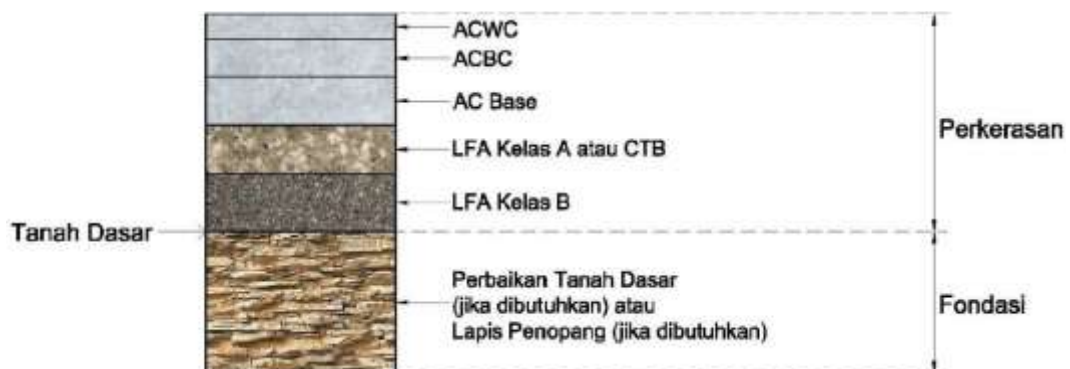 ACWC
ACBC
AC Base
LFA Kelas A atau CTB
LFA Kelas B
Perkerasan
Tanah Dasar
Perbaikan Tanah Dasar
(jika dibutuhkan) atau
Lapis Penopang (jika dibutuhkan)
Fondasi